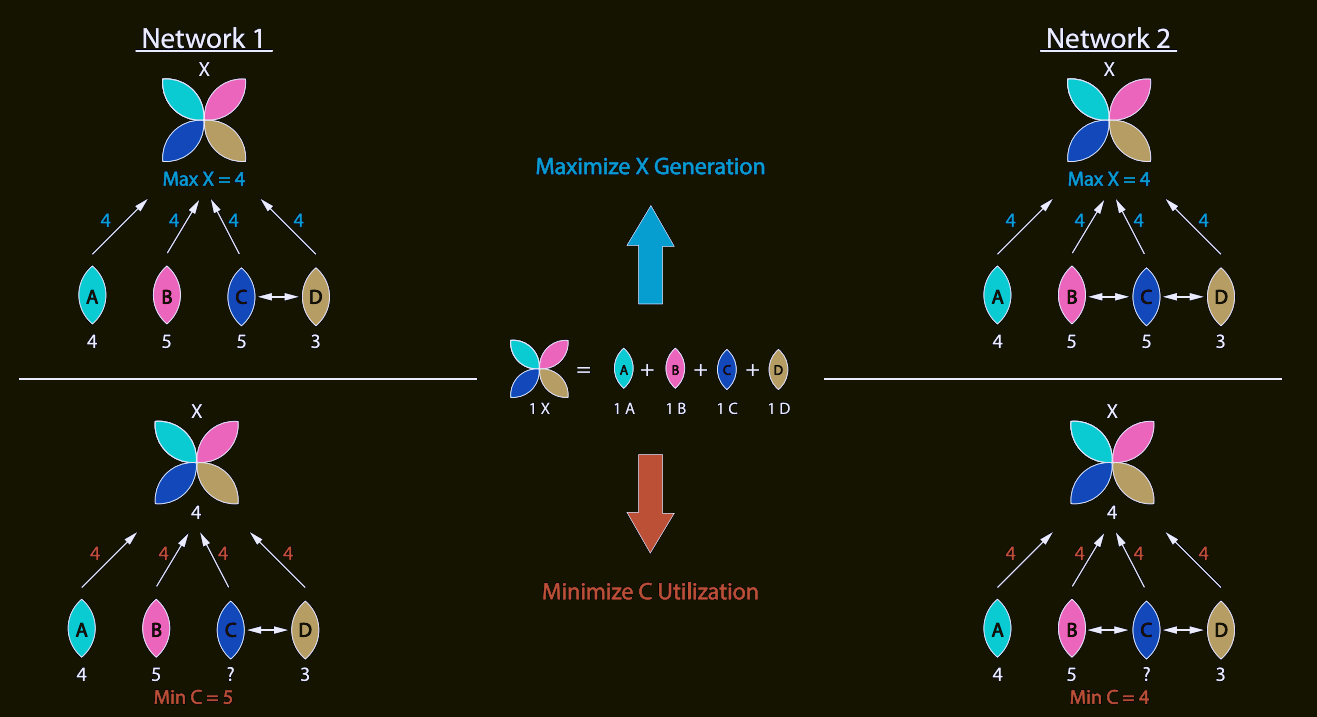 Network 1
X
Max X = 4
4 4 4 4
A B C D
4 5 5 3
X
4
4 4 4 4
A B C D
4 5 ? 3
Min C = 5
Maximize X Generation
= A + B + C + D
1 X 1 A 1 B 1 C 1 D
Minimize C Utilization
Network 2
X
Max X = 4
4 4 4 4
A B C D
4 5 5 3
X
4
4 4 4 4
A B C D
4 5 ? 3
Min C = 4